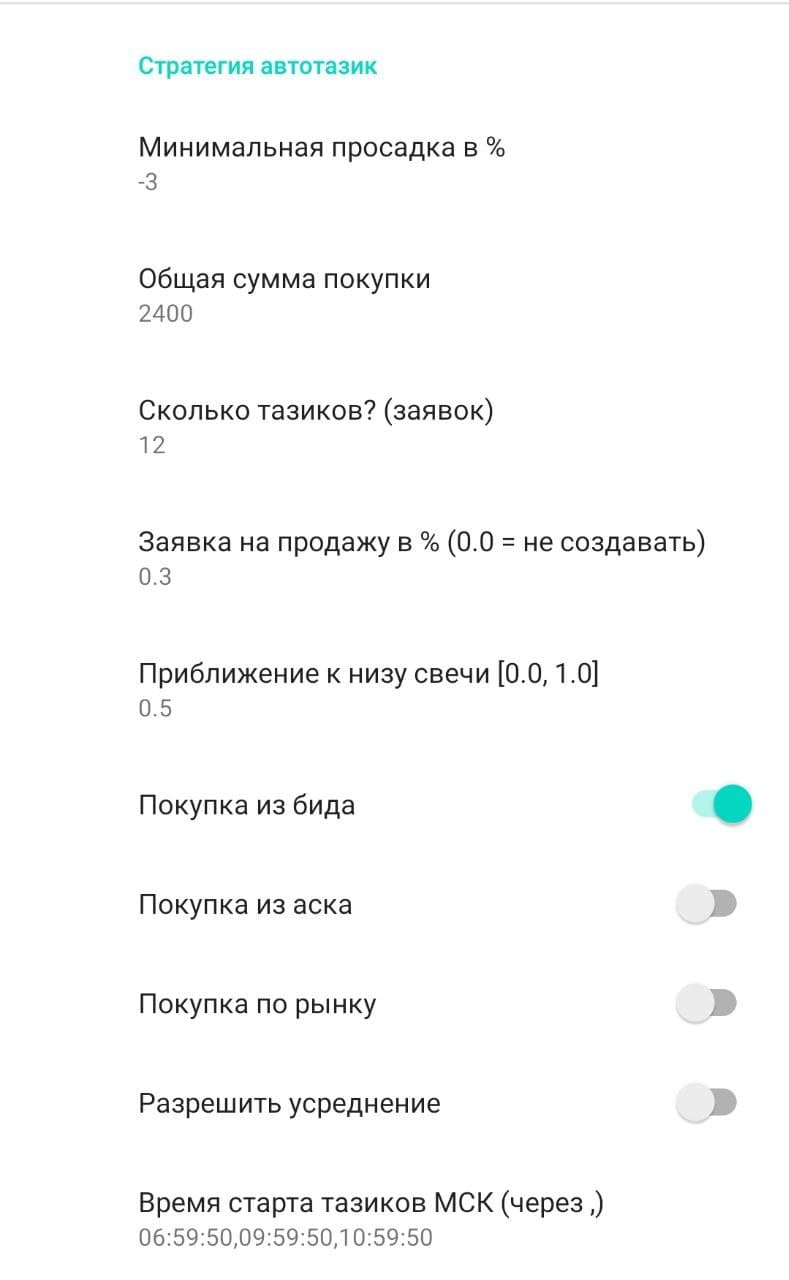 Стратегия автотазик
Минимальная просадка в %
-3
Общая сумма покупки
2400
Сколько тазиков? (заявок)
12
Заявка на продажу в % (0.0 = не создавать)
0.3
Приближение к низу свечи [0.0, 1.0]
0.5
Покупка из бида
Покупка из аска
Покупка по рынку
Разрешить усреднение
Время старта тазиков МСК (через ,)
06:59:50,09:59:50,10:59:50